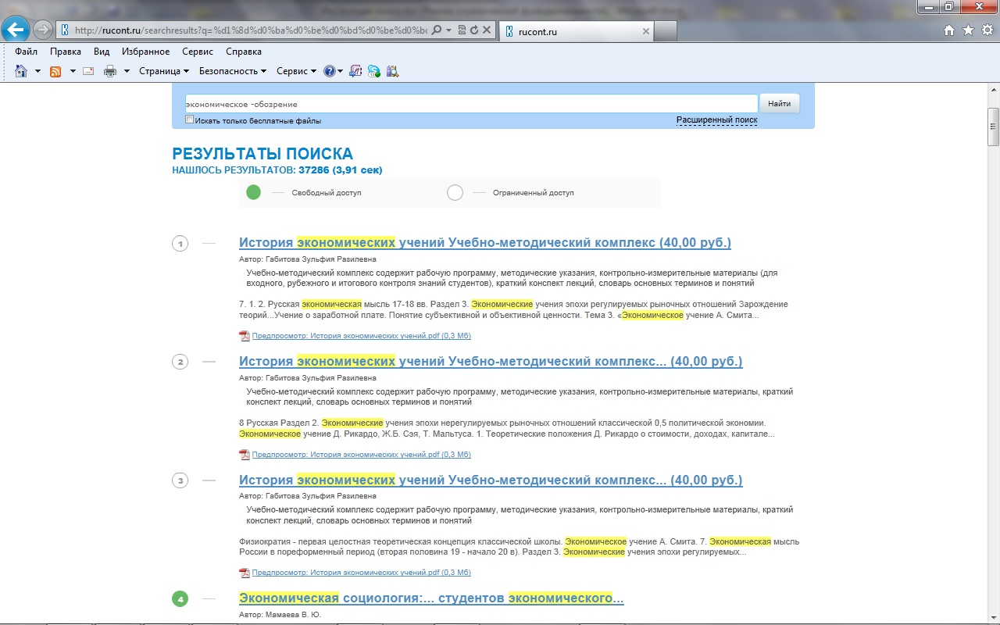 http://rucont.ru/searchresults?q=%d1%8d%d0%ba%d0%be%d0%bd%d0%be%d0%bc
rucont.ru
Файл Правка Вид Избранное Сервис Справка
Страница Безопасность Сервис
экономическое -обозрение
Найти
Искать только бесплатные файлы
Расширенный поиск
РЕЗУЛЬТАТЫ ПОИСКА
НАШЛОСЬ РЕЗУЛЬТАТОВ: 37286 (3,91 сек)
Свободный доступ
Ограниченный доступ
1
История экономических учений Учебно-методический комплекс (40,00 руб.)
Автор: Габитова Зульфия Разилевна
Учебно-методический комплекс содержит рабочую программу, методические указания, контрольно-измерительные материалы (для
входного, рубежного и итогового контроля знаний студентов), краткий конспект лекций, словарь основных терминов и понятий
7. 1. 2. Русская экономическая мысль 17-18 вв. Раздел 3. Экономические учения эпохи регулируемых рыночных отношений Зарождение
теорий...Учение о заработной плате. Понятие субъективной и объективной ценности. Тема 3. «Экономическое учение А. Смита...
Предпросмотр: История экономических учений.pdf (0,3 Мб)
2
История экономических учений Учебно-методический комплекс... (40,00 руб.)
Автор: Габитова Зульфия Разилевна
Учебно-методический комплекс содержит рабочую программу, методические указания, контрольно-измерительные материалы, краткий
конспект лекций, словарь основных терминов и понятий
8 Русская Раздел 2. Экономические учения эпохи нерегулируемых рыночных отношений классической 0,5 политической экономии.
Экономическое учение Д. Рикардо, Ж.Б. Сэя, Т. Мальтуса. 1. Теоретические положения Д. Рикардо о стоимости, доходах, капитале...
Предпросмотр: История экономических учений.pdf (0,3 Мб)
3
История экономических учений Учебно-методический комплекс... (40,00 руб.)
Автор: Габитова Зульфия Разилевна
Учебно-методический комплекс содержит рабочую программу, методические указания, контрольно-измерительные материалы, краткий
конспект лекций, словарь основных терминов и понятий
Физиократия - первая целостная теоретическая концепция классической школы. Экономическое учение А. Смита. 7. Экономическая мысль
России в пореформенный период (вторая половина 19 - начало 20 в). Раздел 3. Экономические учения эпохи регулируемых...
Предпросмотр: История экономических учений.pdf (0,3 Мб)
4
Экономическая социология:... студентов экономического...
Автор: Мамаева В. Ю.